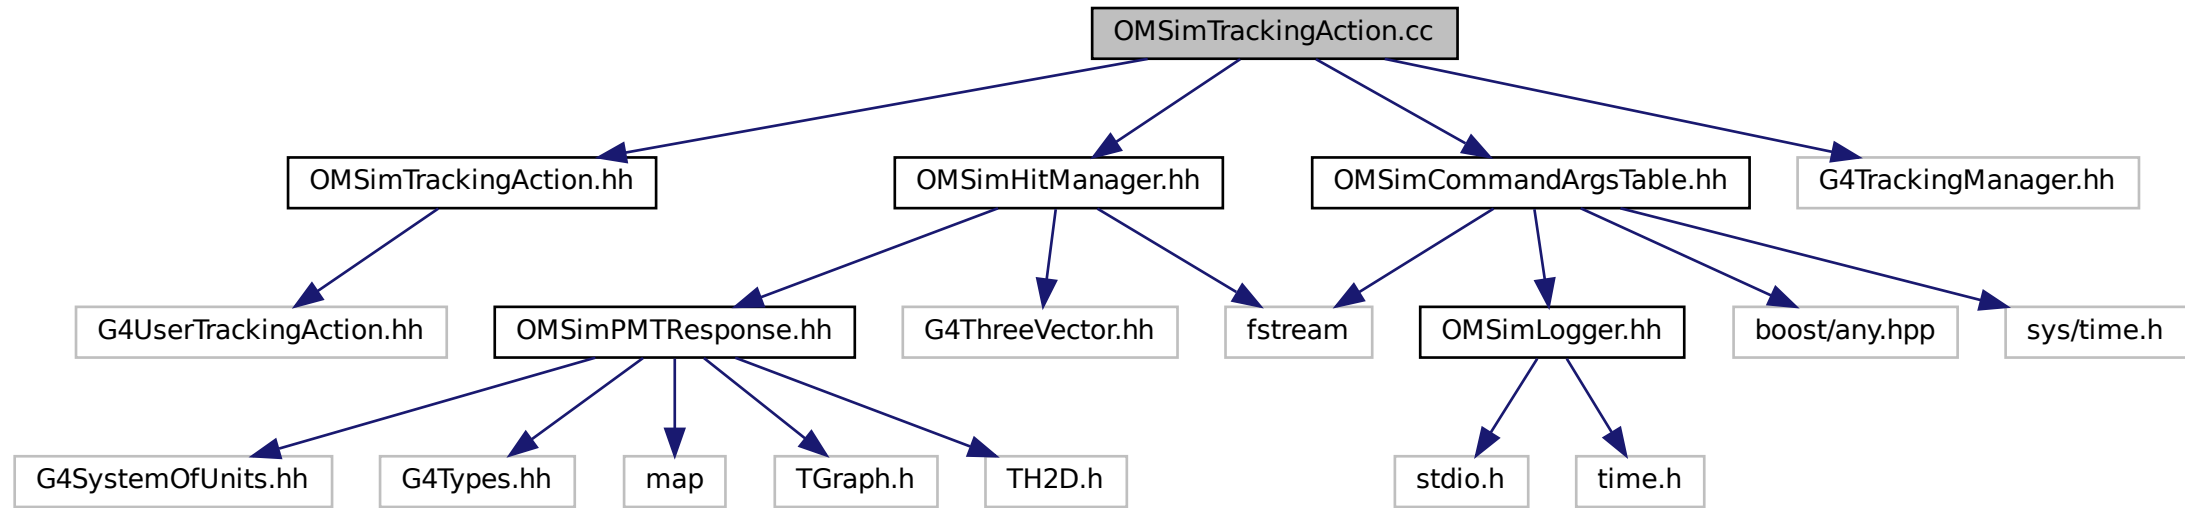 OMSimTrackingAction.cc
OMSimTrackingAction.hh
OMSimHitManager.hh
OMSimCommandArgsTable.hh
G4TrackingManager.hh
G4UserTrackingAction.hh
OMSimPMTResponse.hh
G4ThreeVector.hh
fstream
OMSimLogger.hh
boost/any.hpp
sys/time.h
G4SystemOfUnits.hh
G4Types.hh
map
TGraph.h
TH2D.h
stdio.h
time.h